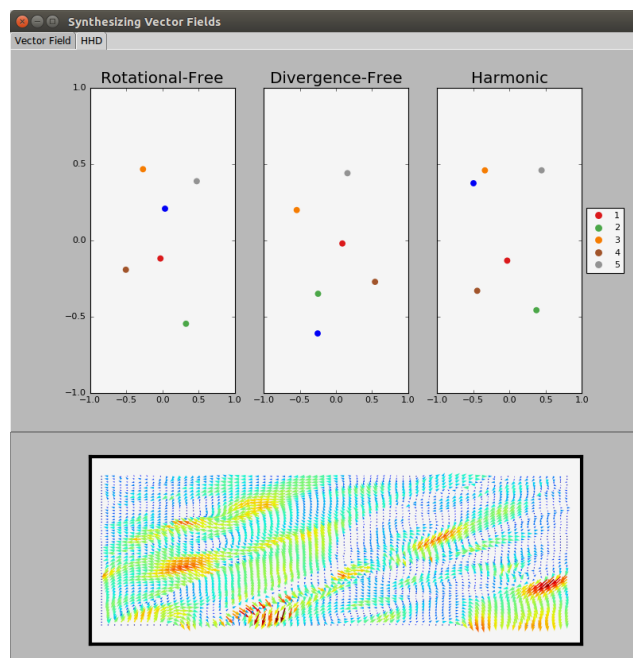 Synthesizing Vector Fields
Vector Field HHD
Rotational-Free Divergence-Free Harmonic
1.0
0.5
0.0
−0.5
−1.0
1
2
3
4
5
−1.0 −0.5 0.0 0.5 1.0 −1.0 −0.5 0.0 0.5 1.0 −1.0 −0.5 0.0 0.5 1.0